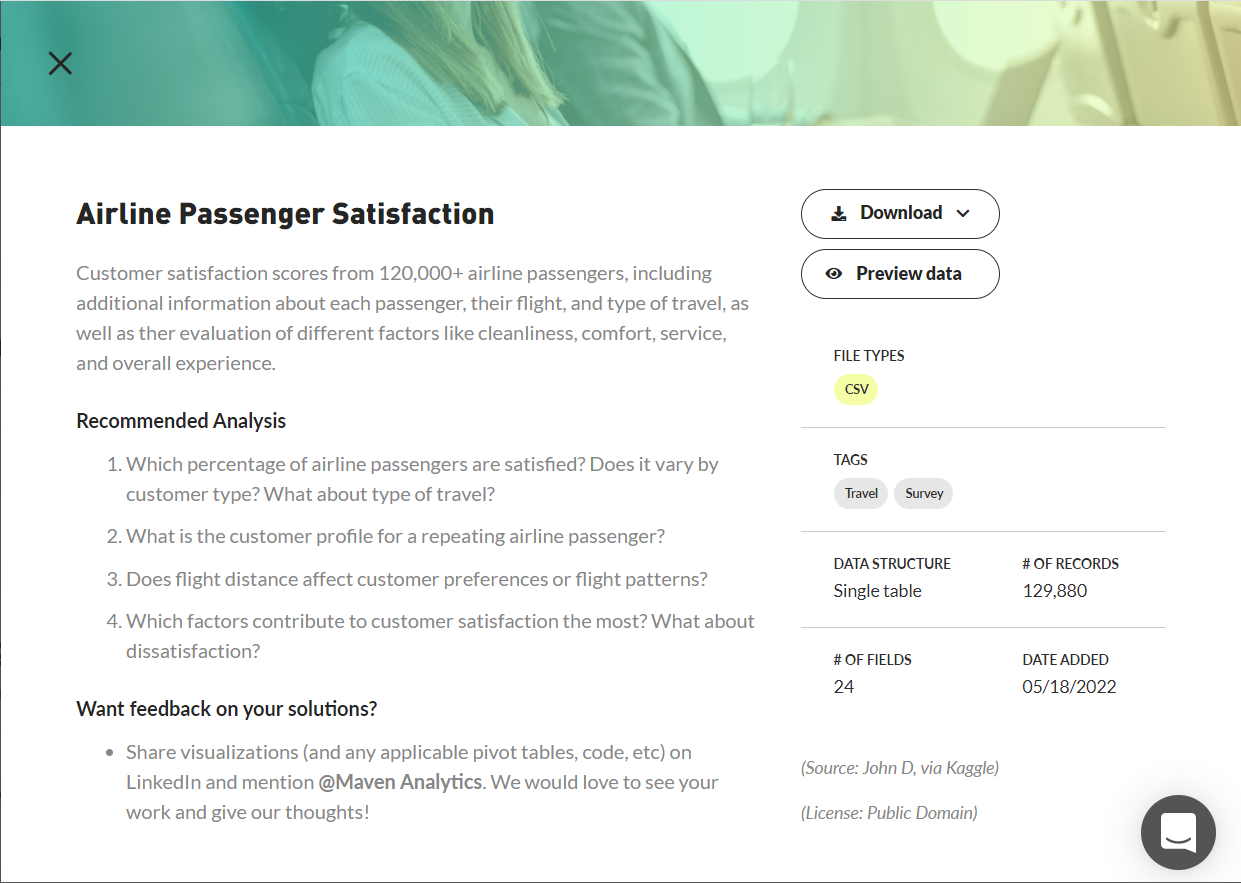 Airline Passenger Satisfaction
Customer satisfaction scores from 120,000+ airline passengers, including
additional information about each passenger, their flight, and type of travel, as
well as ther evaluation of different factors like cleanliness, comfort, service,
and overall experience.
Recommended Analysis
1. Which percentage of airline passengers are satisfied? Does it vary by
customer type? What about type of travel?
2. What is the customer profile for a repeating airline passenger?
3. Does flight distance affect customer preferences or flight patterns?
4. Which factors contribute to customer satisfaction the most? What about
dissatisfaction?
Want feedback on your solutions?
• Share visualizations (and any applicable pivot tables, code, etc) on
LinkedIn and mention @Maven Analytics. We would love to see your
work and give our thoughts!
Download
Preview data
FILE TYPES
CSV
TAGS
Travel Survey
DATA STRUCTURE # OF RECORDS
Single table 129,880
# OF FIELDS DATE ADDED
24 05/18/2022
(Source: John D, via Kaggle)
(License: Public Domain)